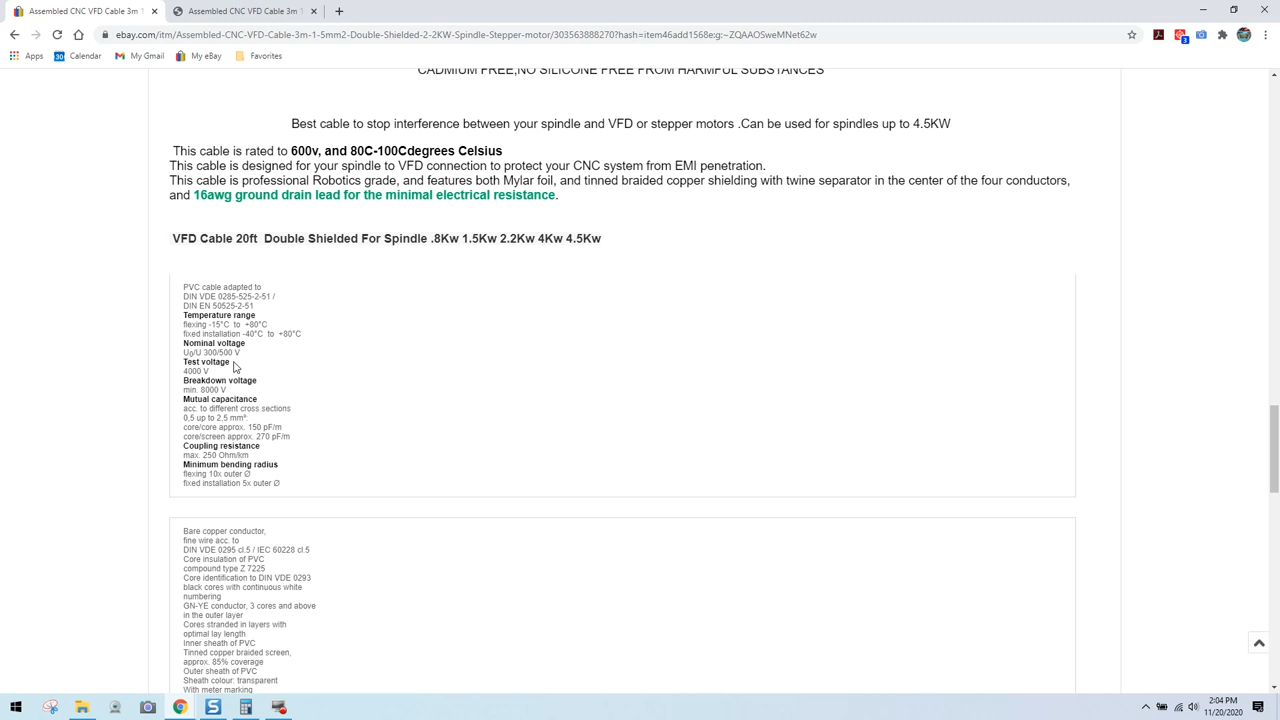 Assembled CNC VFD Cable 3m 1
Assembled CNC VFD Cable 3m 1
ebay.com/itm/Assembled-CNC-VFD-Cable-3m-1-5mm2-Double-Shielded-2-2KW-Spindle-Stepper-motor/303563888270?hash=item46add1568e:g:~ZQAAOSweMNet62w
3
Apps
Calendar
My Gmail
My eBay
Favorites
CADMIUM FREE,NO SILICONE FREE FROM HARMFUL SUBSTANCES
Best cable to stop interference between your spindle and VFD or stepper motors .Can be used for spindles up to 4.5KW
This cable is rated to 600v, and 80C-100Cdegrees Celsius
This cable is designed for your spindle to VFD connection to protect your CNC system from EMI penetration.
This cable is professional Robotics grade, and features both Mylar foil, and tinned braided copper shielding with twine separator in the center of the four conductors,
and 16awg ground drain lead for the minimal electrical resistance.
VFD Cable 20ft  Double Shielded For Spindle .8Kw 1.5Kw 2.2Kw 4Kw 4.5Kw
PVC cable adapted to
DIN VDE 0285-525-2-51 /
DIN EN 50525-2-51
Temperature range
flexing -15°C  to  +80°C
fixed installation -40°C  to  +80°C
Nominal voltage
U₀/U 300/500 V
Test voltage
4000 V
Breakdown voltage
min. 8000 V
Mutual capacitance
acc. to different cross sections
0,5 up to 2,5 mm²:
core/core approx. 150 pF/m
core/screen approx. 270 pF/m
Coupling resistance
max. 250 Ohm/km
Minimum bending radius
flexing 10x outer Ø
fixed installation 5x outer Ø
Bare copper conductor,
fine wire acc. to
DIN VDE 0295 cl.5 / IEC 60228 cl.5
Core insulation of PVC
compound type Z 7225
Core identification to DIN VDE 0293
black cores with continuous white
numbering
GN-YE conductor, 3 cores and above
in the outer layer
Cores stranded in layers with
optimal lay length
Inner sheath of PVC
Tinned copper braided screen,
approx. 85% coverage
Outer sheath of PVC
Sheath colour: transparent
With meter marking
2:04 PM
11/20/2020